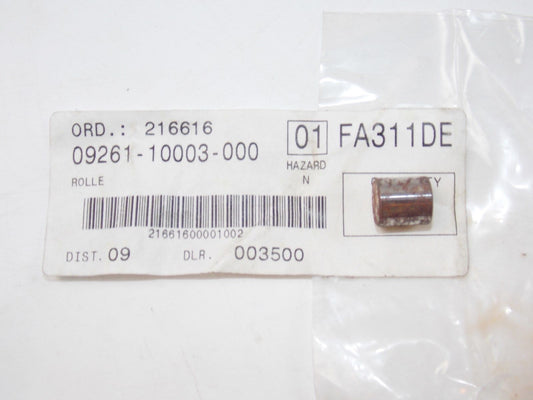 ORD.: 216616
01 FA311DE
09261-10003-000
HAZARD
N
ROLLE
21661600001002
DIST. 09 DLR. 003500